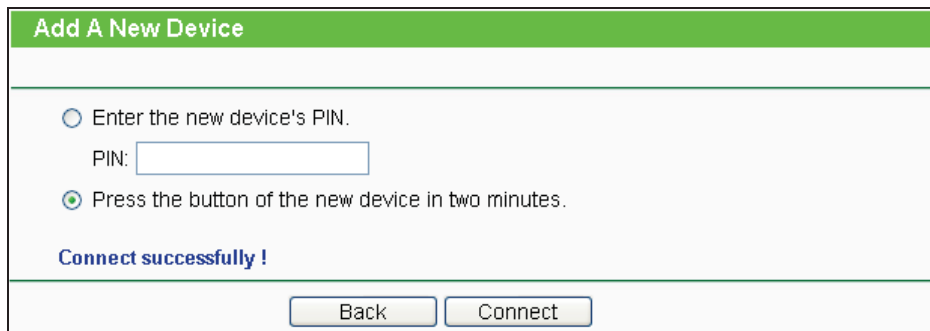 Add A New Device
Enter the new device's PIN.
PIN:
Press the button of the new device in two minutes.
Connect successfully !
Back Connect